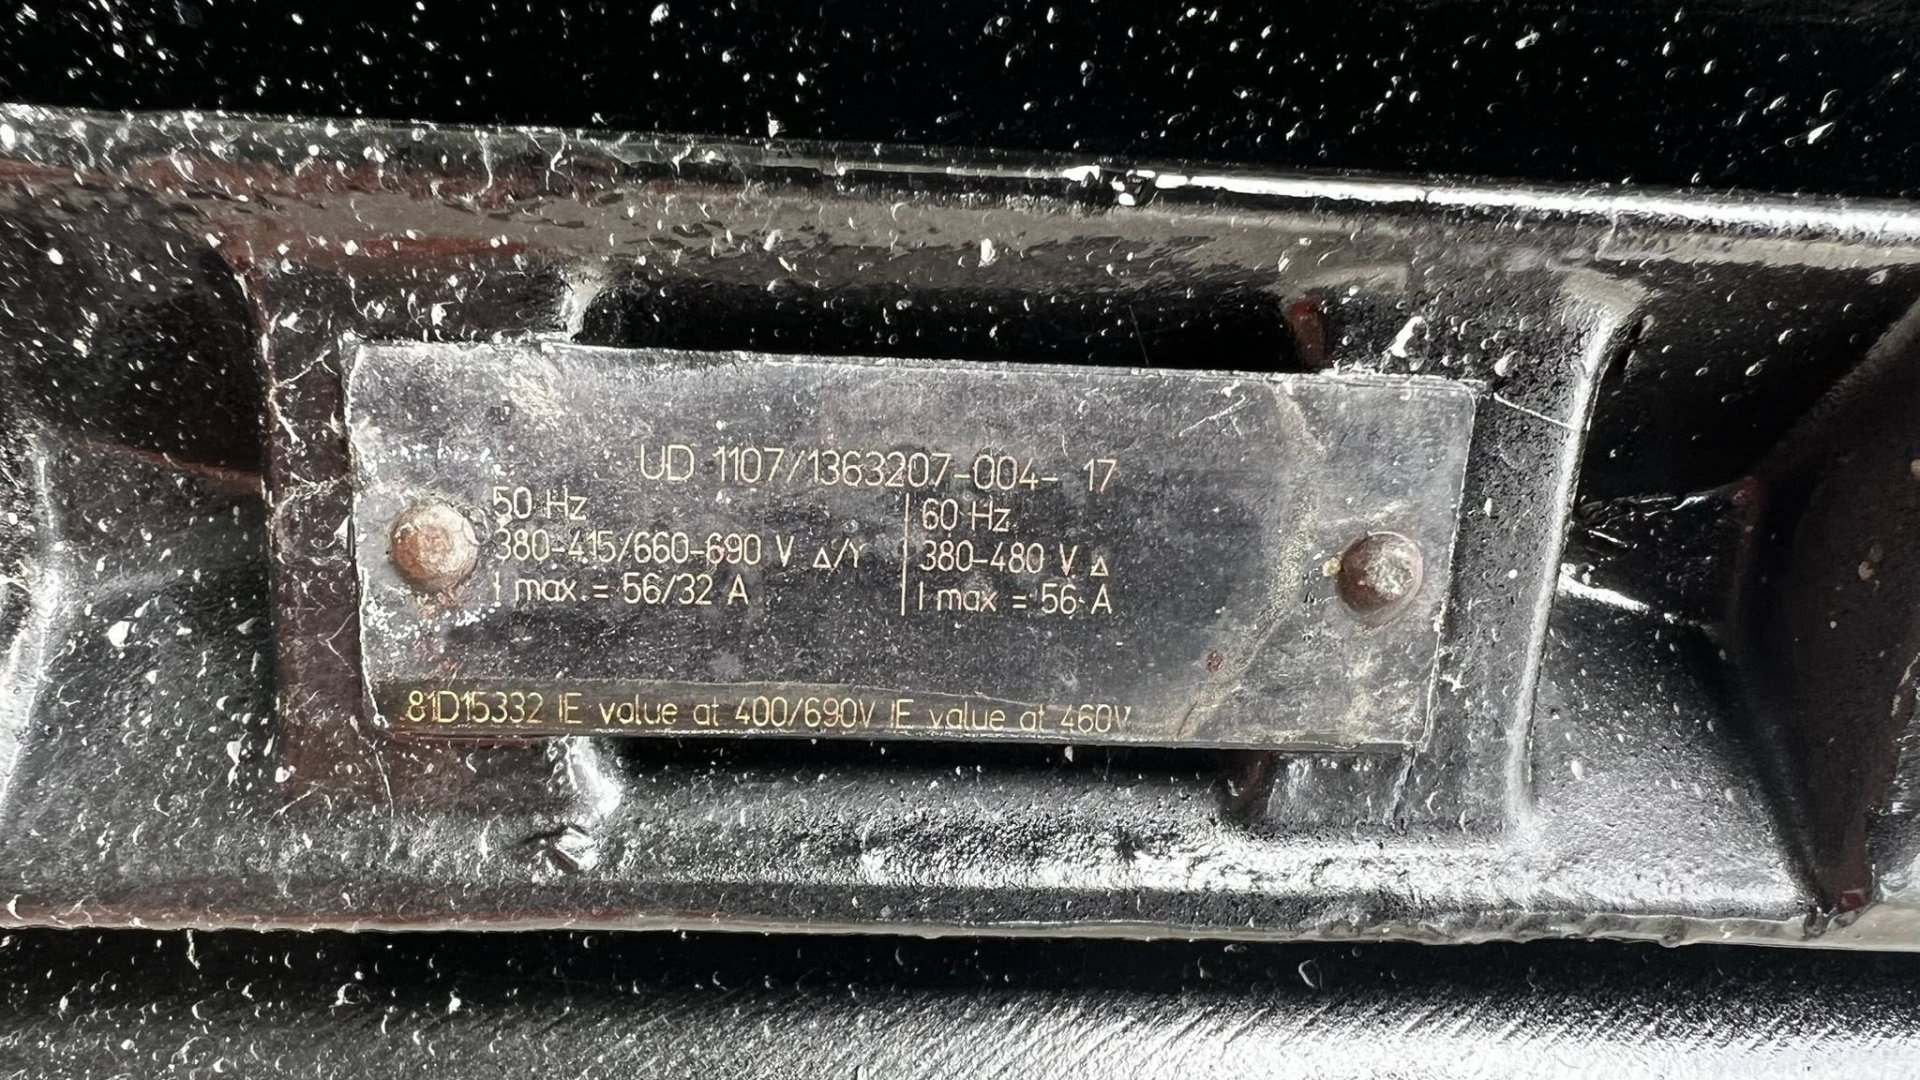 UD 1107/1363207-004- 17
50 Hz
380-415/660-690 V Δ/Y
I max. = 56/32 A
60 Hz
380-480 V Δ
I max = 56 A
81D15332 IE value at 400/690V IE value at 460V